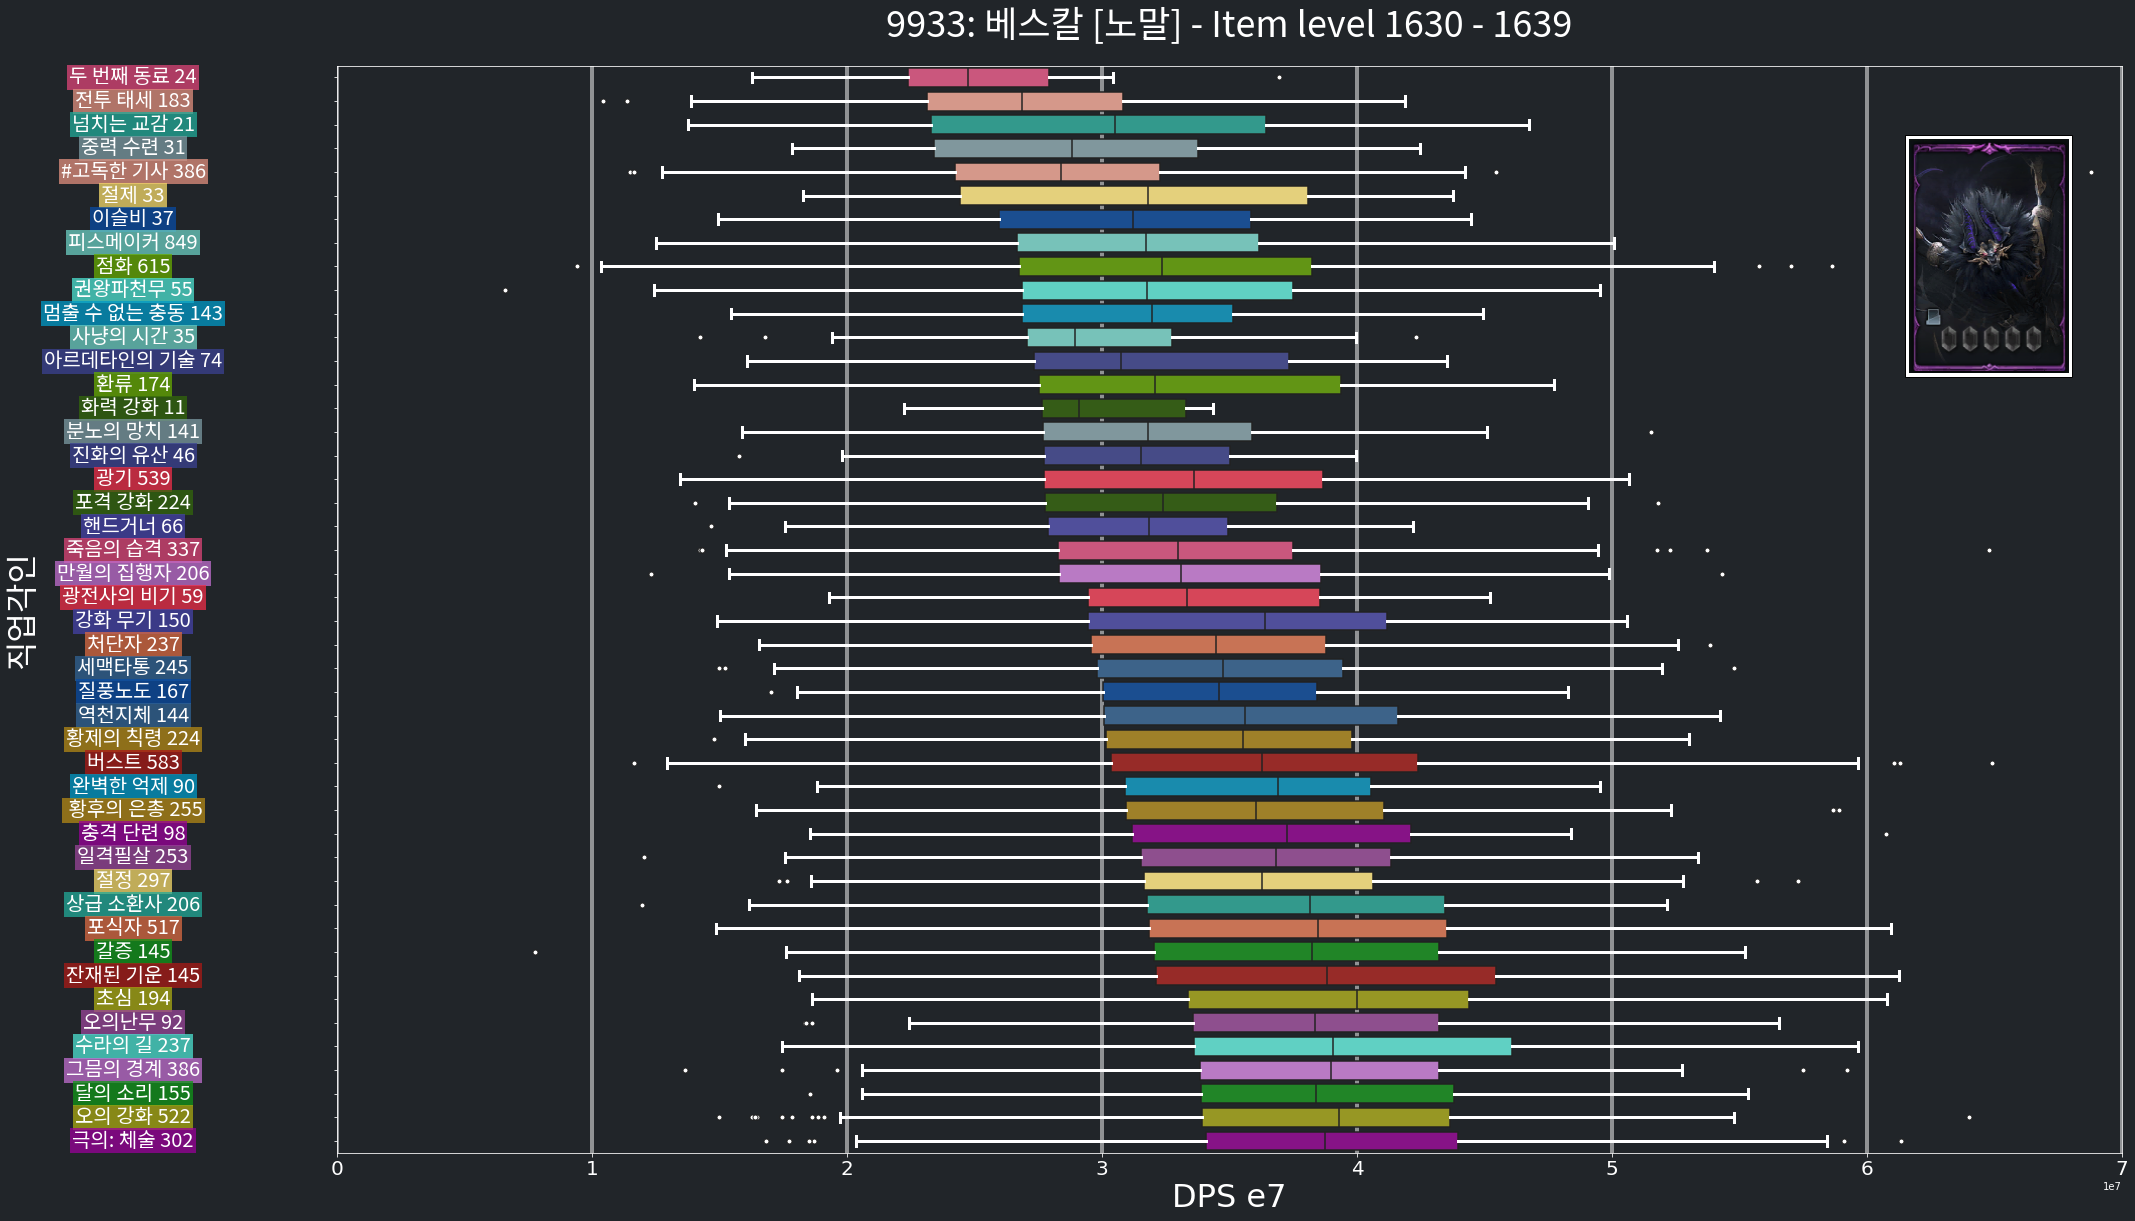 9933: 베스칼 [노말] - Item level 1630 - 1639
두 번째 동료 24
전투 태세 183
넘치는 교감 21
중력 수련 31
#고독한 기사 386
절제 33
이슬비 37
피스메이커 849
점화 615
권왕파천무 55
멈출 수 없는 충동 143
사냥의 시간 35
아르데타인의 기술 74
환류 174
화력 강화 11
분노의 망치 141
진화의 유산 46
광기 539
포격 강화 224
핸드거너 66
죽음의 습격 337
만월의 집행자 206
광전사의 비기 59
강화 무기 150
처단자 237
세맥타통 245
질풍노도 167
역천지체 144
황제의 칙령 224
버스트 583
완벽한 억제 90
황후의 은총 255
충격 단련 98
일격필살 253
절정 297
상급 소환사 206
포식자 517
갈증 145
잔재된 기운 145
초심 194
오의난무 92
수라의 길 237
그믐의 경계 386
달의 소리 155
오의 강화 522
극의: 체술 302
직업각인
0 1 2 3 4 5 6 7
DPS e7
1e7